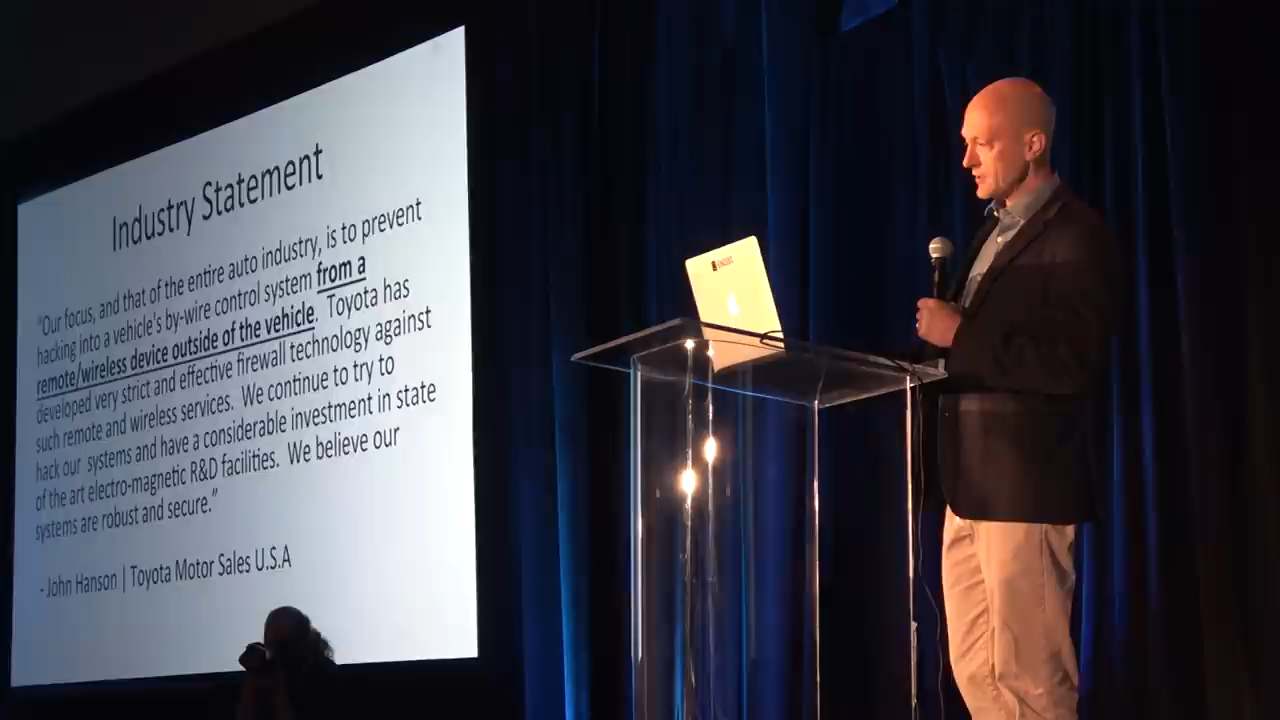 Industry Statement
“Our focus, and that of the entire auto industry, is to prevent
hacking into a vehicle's by-wire control system from a
remote/wireless device outside of the vehicle. Toyota has
developed very strict and effective firewall technology against
such remote and wireless services. We continue to try to
hack our systems and have a considerable investment in state
of the art electro-magnetic R&D facilities. We believe our
systems are robust and secure.”
- John Hanson | Toyota Motor Sales U.S.A